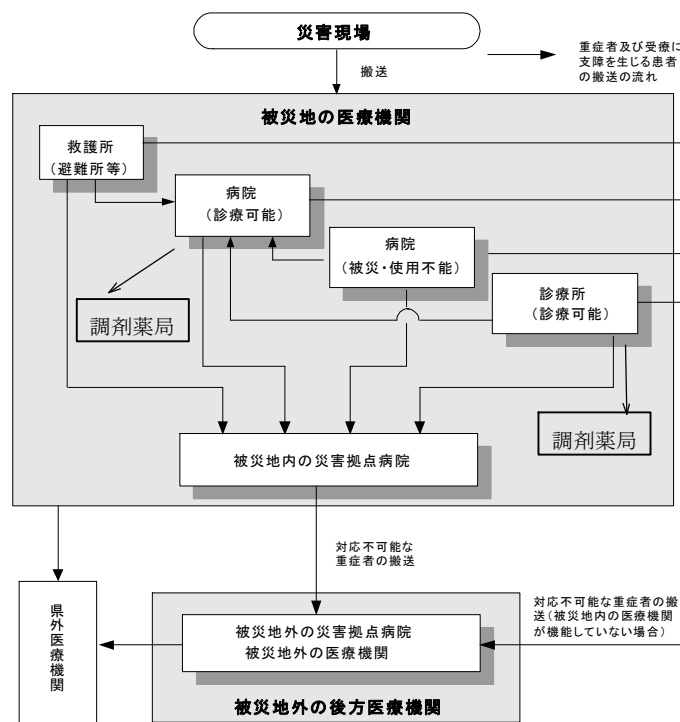 災害現場
重症者及び受療に
支障を生じる患者
の搬送の流れ
搬送
被災地の医療機関
救護所
（避難所等）
病院
（診療可能）
病院
（被災・使用不能）
診療所
（診療可能）
調剤薬局
調剤薬局
被災地内の災害拠点病院
対応不可能な
重症者の搬送
県外医療機関
対応不可能な重症者の搬
送（被災地内の医療機関
が機能していない場合）
被災地外の災害拠点病院
被災地外の医療機関
被災地外の後方医療機関